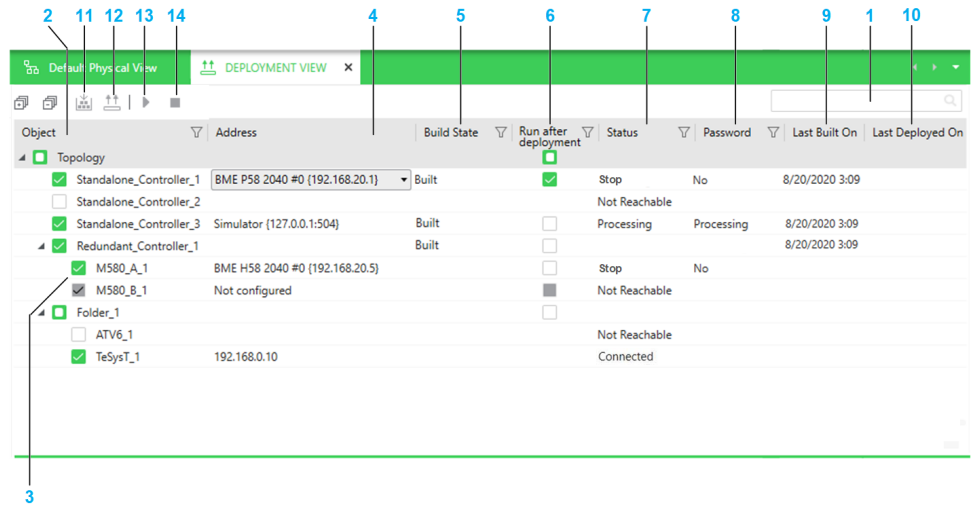 2 11 12 13 14 4 5 6 7 8 9 1 10
Default Physical View DEPLOYMENT VIEW
Object Address Build State Run after deployment Status Password Last Built On Last Deployed On
Topology
Standalone_Controller_1 BME P58 2040 #0 {192.168.20.1} Built Stop No 8/20/2020 3:09
Standalone_Controller_2 Not Reachable
Standalone_Controller_3 Simulator {127.0.0.1:504} Built Processing Processing 8/20/2020 3:09
Redundant_Controller_1 Built 8/20/2020 3:09
M580_A_1 BME H58 2040 #0 {192.168.20.5} Stop No
M580_B_1 Not configured Not Reachable
Folder_1
ATV6_1 Not Reachable
TeSysT_1 192.168.0.10 Connected
3